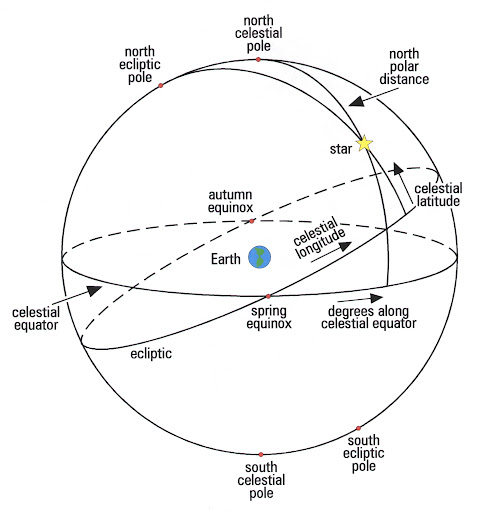 north
celestial
pole
north
ecliptic
pole
north
polar
distance
star
celestial
latitude
autumn
equinox
celestial
longitude
Earth
celestial
equator
spring
equinox
degrees along
celestial equator
ecliptic
south
ecliptic
pole
south
celestial
pole